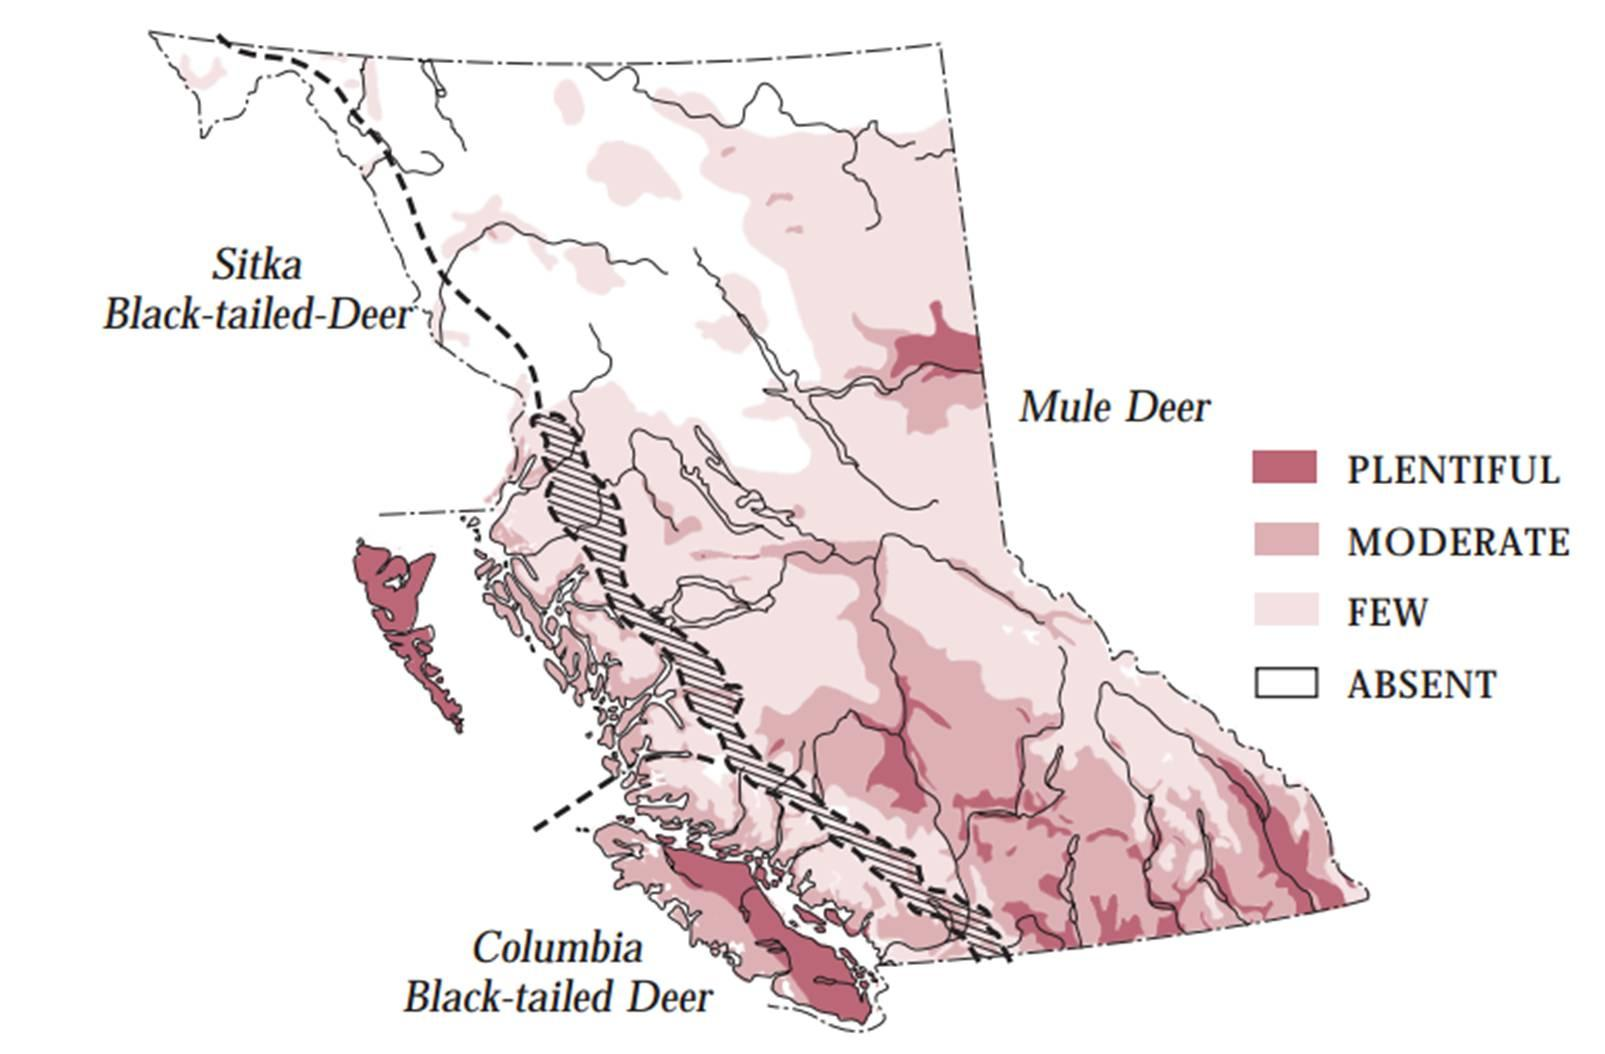 Sitka
Black-tailed-Deer
Mule Deer
PLENTIFUL
MODERATE
FEW
ABSENT
Columbia
Black-tailed Deer